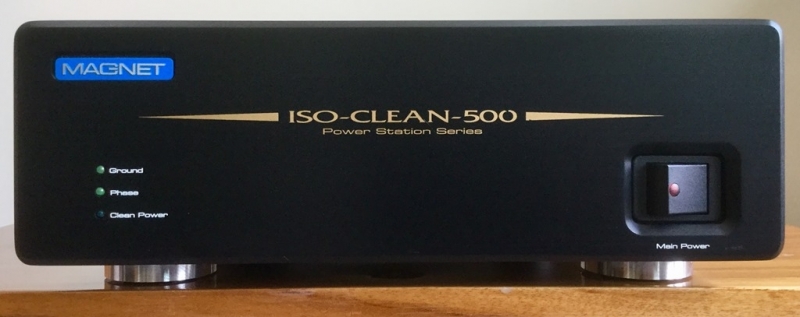 MAGNET
ISO-CLEAN-500
Power Station Series
Ground
Phase
Clean Power
Main Power